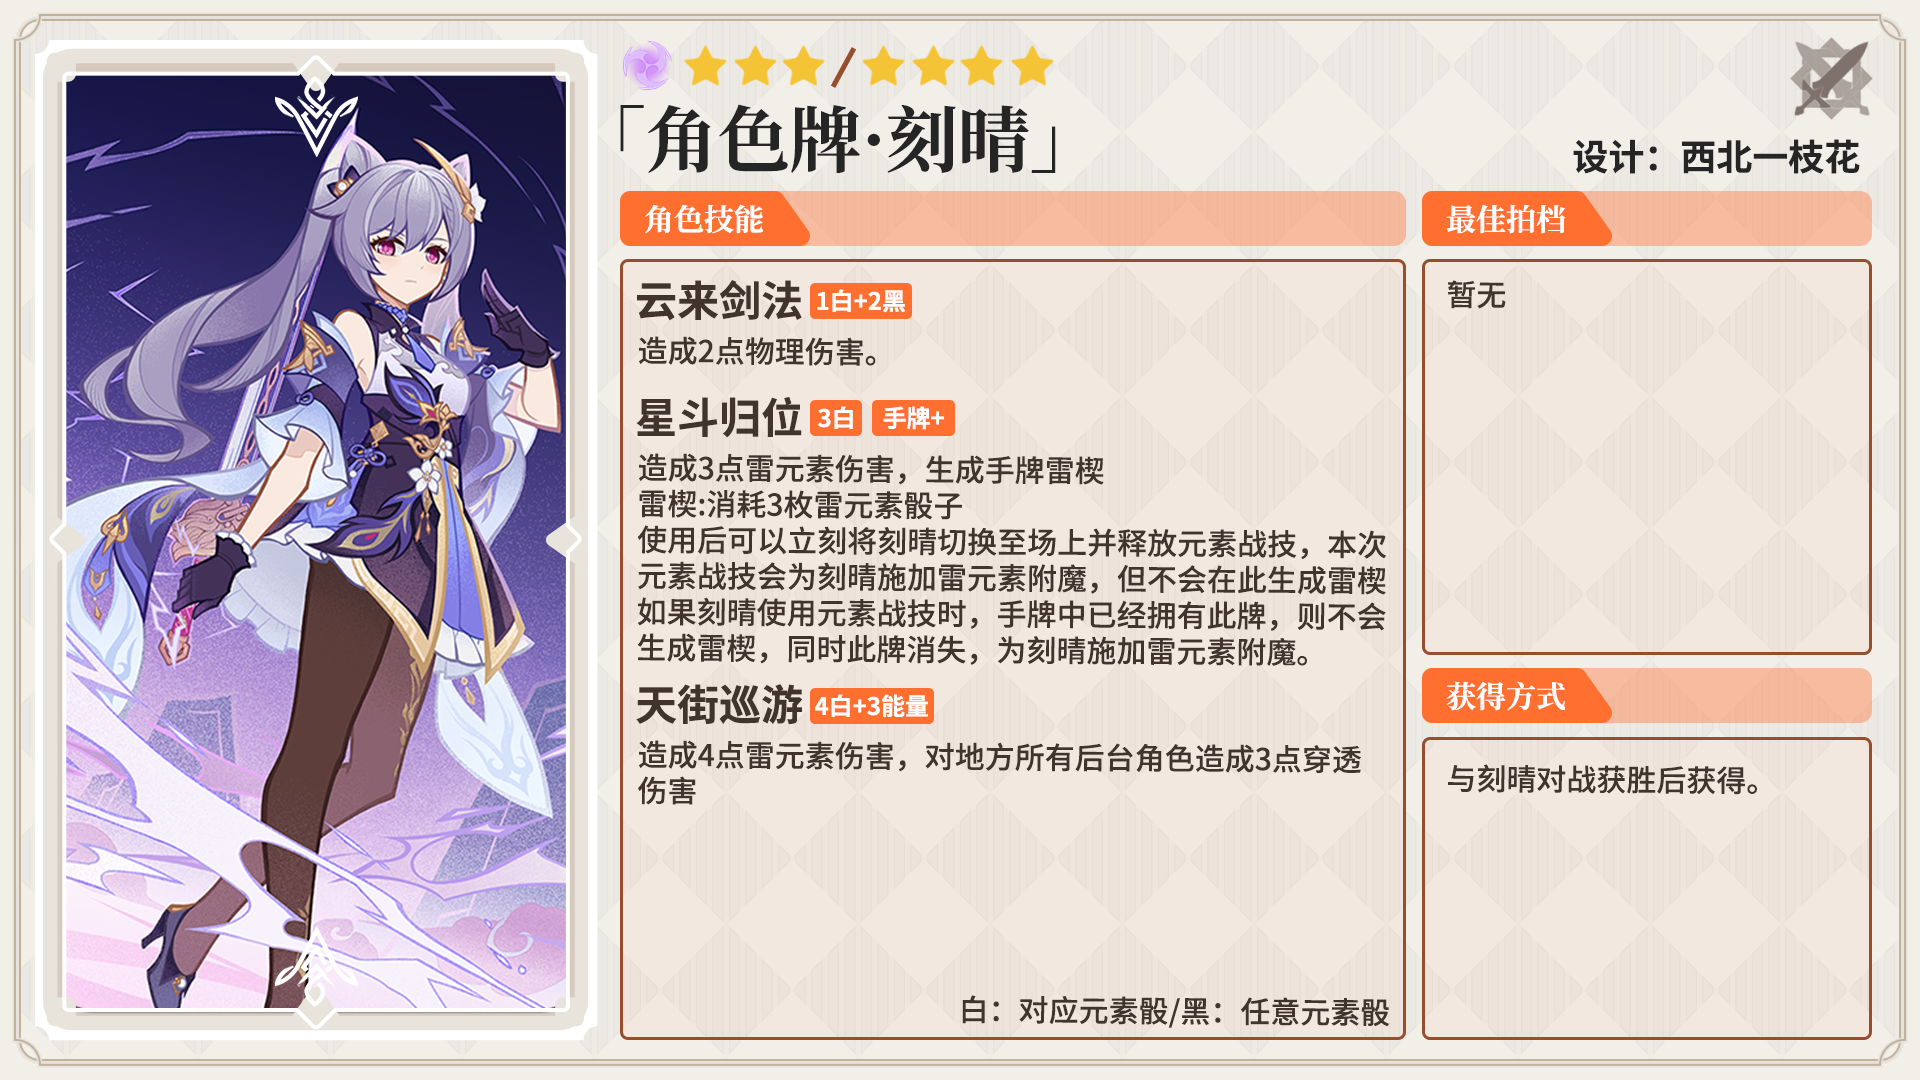 「角色牌·刻晴」
设计：西北一枝花
角色技能
云来剑法 1白+2黑
造成2点物理伤害。
星斗归位 3白 手牌+
造成3点雷元素伤害，生成手牌雷楔
雷楔:消耗3枚雷元素骰子
使用后可以立刻将刻晴切换至场上并释放元素战技，本次
元素战技会为刻晴施加雷元素附魔，但不会在此生成雷楔
如果刻晴使用元素战技时，手牌中已经拥有此牌，则不会
生成雷楔，同时此牌消失，为刻晴施加雷元素附魔。
天街巡游 4白+3能量
造成4点雷元素伤害，对地方所有后台角色造成3点穿透
伤害
白：对应元素骰/黑：任意元素骰
最佳拍档
暂无
获得方式
与刻晴对战获胜后获得。